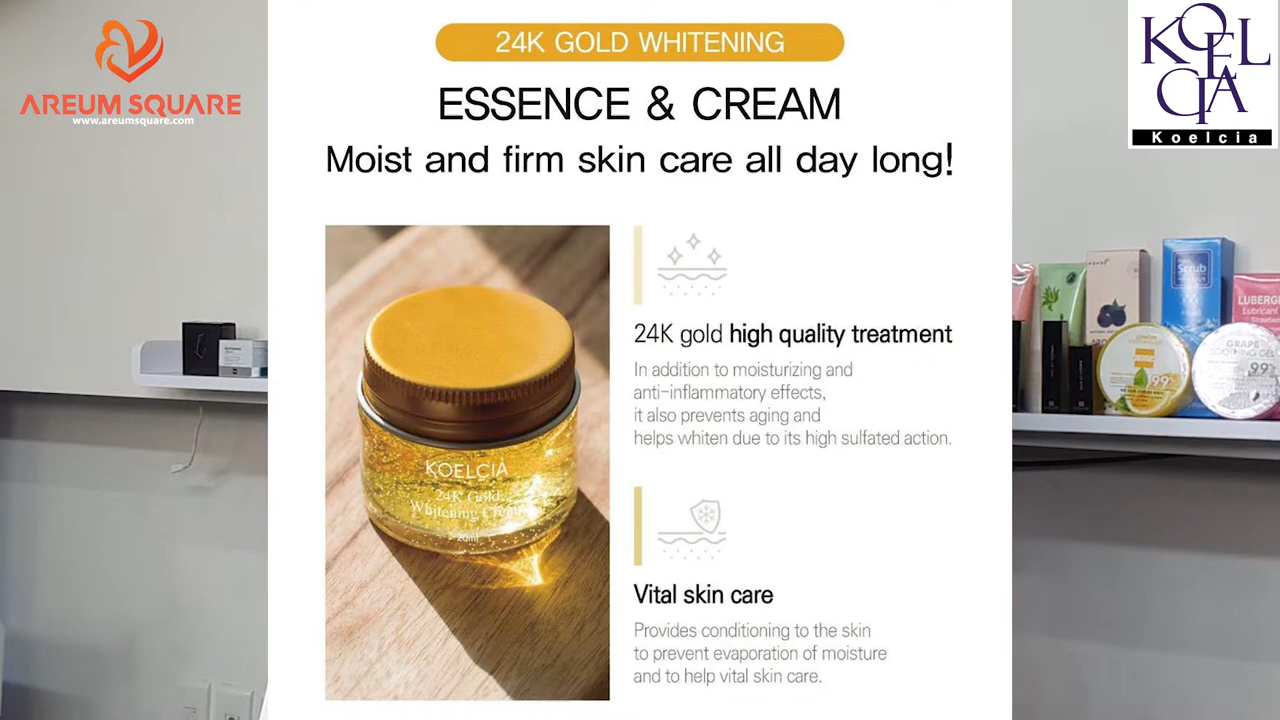 AREUM SQUARE
www.areumsquare.com
24K GOLD WHITENING
ESSENCE & CREAM
Moist and firm skin care all day long!
KOELCIA
Koelcia
KOELCIA
24K Gold
Whitening Cream
20ml
24K gold high quality treatment
In addition to moisturizing and
anti-inflammatory effects,
it also prevents aging and
helps whiten due to its high sulfated action.
Vital skin care
Provides conditioning to the skin
to prevent evaporation of moisture
and to help vital skin care.
Scrub
LUBERG
Lubricant
LEMON
99%
GRAPE
SOOTHING GEL
99%